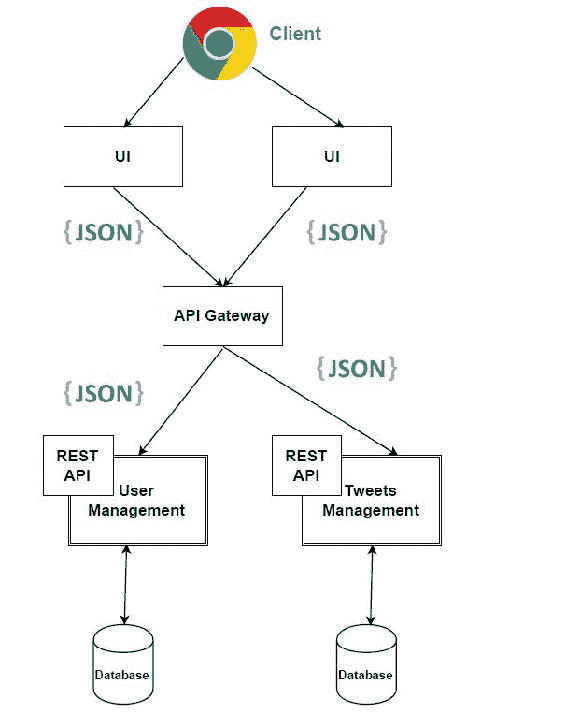 Client
UI
UI
{JSON}
{JSON}
API Gateway
{JSON}
{JSON}
REST
API
User
Management
REST
API
Tweets
Management
Database
Database